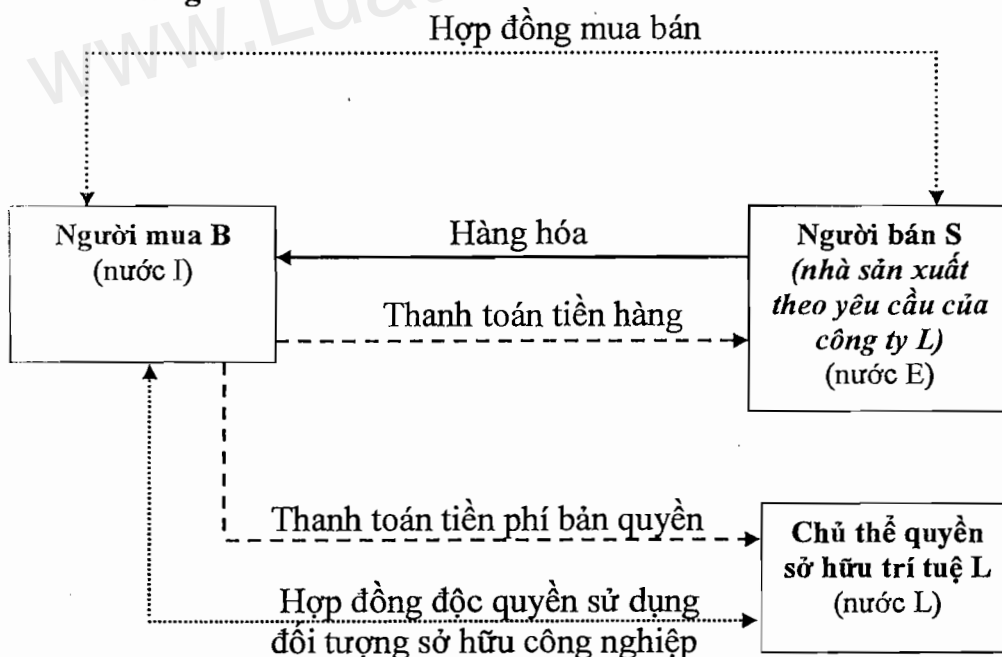 www.Luat
Hợp đồng mua bán
Người mua B
(nước I)
Hàng hóa
Thanh toán tiền hàng
Người bán S
(nhà sản xuất
theo yêu cầu của
công ty L)
(nước E)
Thanh toán tiền phí bản quyền
Hợp đồng độc quyền sử dụng
đối tượng sở hữu công nghiệp
Chủ thể quyền
sở hữu trí tuệ L
(nước L)